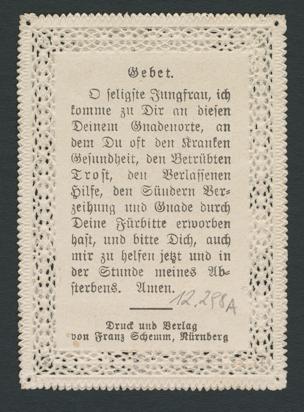 Gebet.
O seligste Jungfrau, ich
komme zu Dir an diesen
Deinem Gnadenorte, an
dem Du oft den Kranken
Gesundheit, den Betrübten
Trost, den Verlassenen
Hilfe, den Sündern Ver-
zeihung und Gnade durch
Deine Fürbitte erworben
hast, und bitte Dich, auch
mir zu helfen jetzt und in
der Stunde meines Ab-
sterbens. Amen.
12,298A
Druck und Verlag
von Franz Schemm, Nürnberg